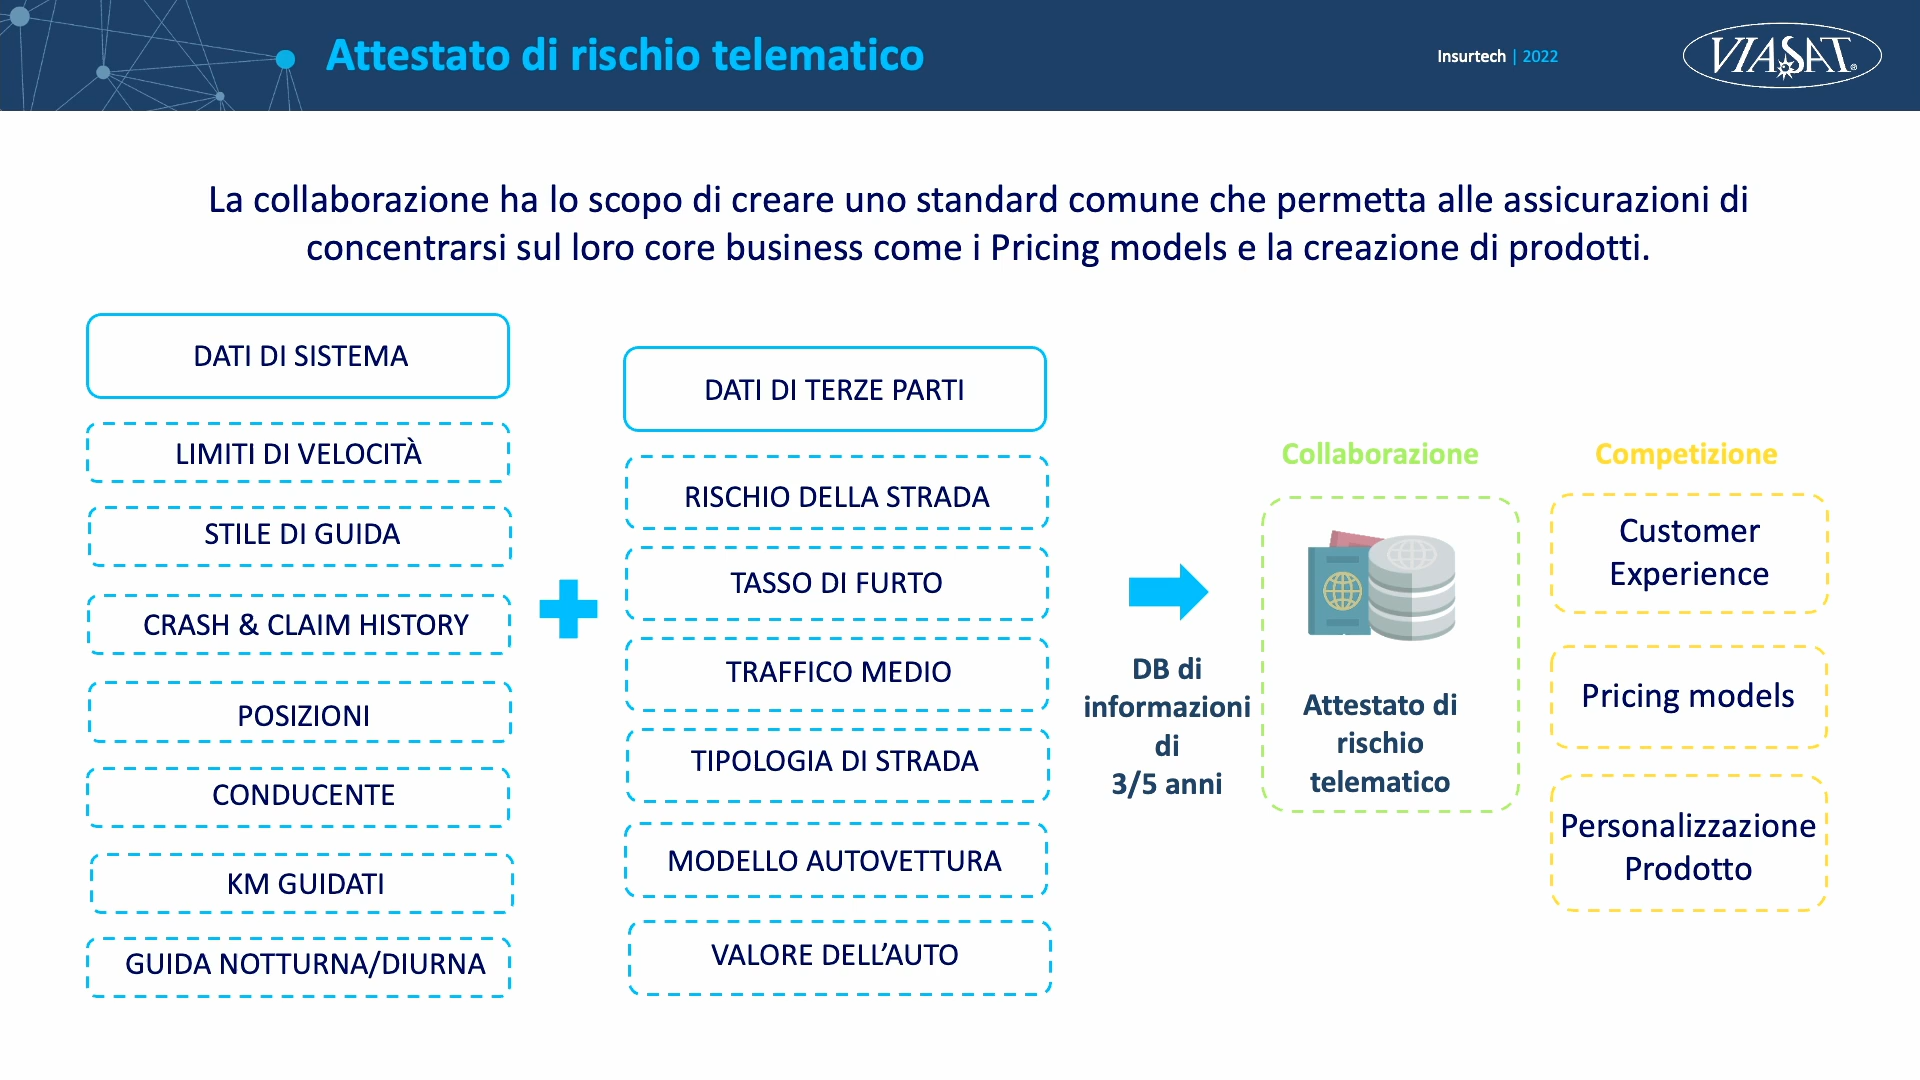 Attestato di rischio telematico
Insurtech | 2022
VIASAT®
La collaborazione ha lo scopo di creare uno standard comune che permetta alle assicurazioni di
concentrarsi sul loro core business come i Pricing models e la creazione di prodotti.
DATI DI SISTEMA
LIMITI DI VELOCITÀ
STILE DI GUIDA
CRASH & CLAIM HISTORY
POSIZIONI
CONDUCENTE
KM GUIDATI
GUIDA NOTTURNA/DIURNA
DATI DI TERZE PARTI
RISCHIO DELLA STRADA
TASSO DI FURTO
TRAFFICO MEDIO
TIPOLOGIA DI STRADA
MODELLO AUTOVETTURA
VALORE DELL’AUTO
DB di
informazioni
di
3/5 anni
Collaborazione
Attestato di
rischio
telematico
Competizione
Customer
Experience
Pricing models
Personalizzazione
Prodotto